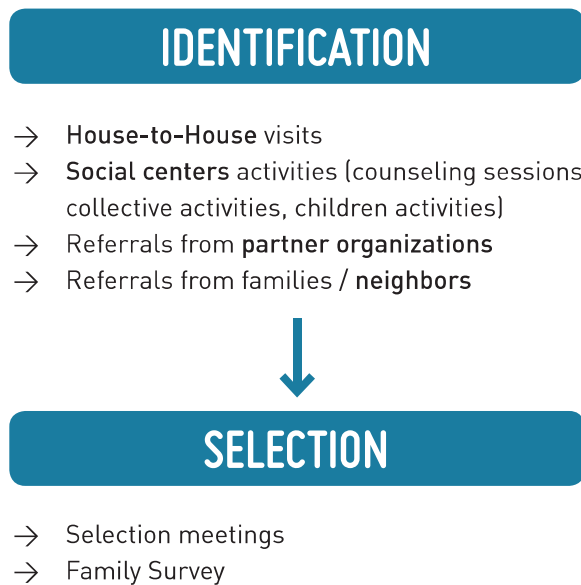 IDENTIFICATION
→ House-to-House visits
→ Social centers activities (counseling sessions
collective activities, children activities)
→ Referrals from partner organizations
→ Referrals from families / neighbors
SELECTION
→ Selection meetings
→ Family Survey